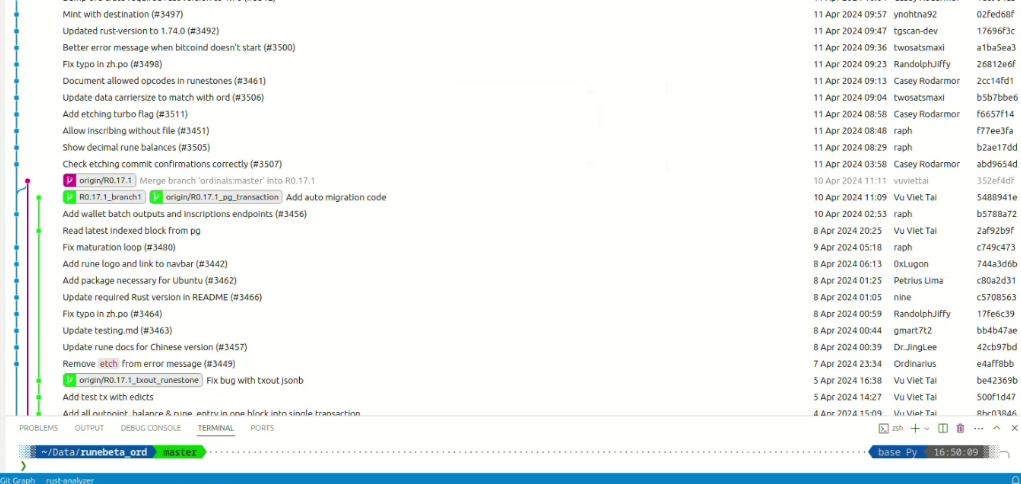 Mint with destination (#3497) 11 Apr 2024 09:57 ynohtna92 02fed68f
Updated rust-version to 1.74.0 (#3492) 11 Apr 2024 09:47 tgscan-dev 17696f3c
Better error message when bitcoind doesn't start (#3500) 11 Apr 2024 09:36 twosatsmaxi a1ba5ea3
Fix typo in zh.po (#3498) 11 Apr 2024 09:23 RandolphJiffy 26812e6f
Document allowed opcodes in runestones (#3461) 11 Apr 2024 09:13 Casey Rodarmor 2cc14fd1
Update data carriersize to match with ord (#3506) 11 Apr 2024 09:04 twosatsmaxi b5b7bbe6
Add etching turbo flag (#3511) 11 Apr 2024 08:58 Casey Rodarmor f6657f14
Allow inscribing without file (#3451) 11 Apr 2024 08:48 raph f77ee3fa
Show decimal rune balances (#3505) 11 Apr 2024 08:29 raph b2ae17dd
Check etching commit confirmations correctly (#3507) 11 Apr 2024 03:58 Casey Rodarmor abd9654d
origin/R0.17.1 Merge branch 'ordinals:master' into R0.17.1 10 Apr 2024 11:11 vuviettai 352ef4df
R0.17.1_branch1 origin/R0.17.1_pg_transaction Add auto migration code 10 Apr 2024 11:09 Vu Viet Tai 5488941e
Add wallet batch outputs and inscriptions endpoints (#3456) 10 Apr 2024 02:53 raph b5788a72
Read latest indexed block from pg 8 Apr 2024 20:25 Vu Viet Tai 2af92b9f
Fix maturation loop (#3480) 9 Apr 2024 05:18 raph c749c473
Add rune logo and link to navbar (#3442) 8 Apr 2024 06:13 0xLugon 744a3d6b
Add package necessary for Ubuntu (#3462) 8 Apr 2024 01:25 Petrius Lima c80a2d31
Update required Rust version in README (#3466) 8 Apr 2024 01:05 nine c5708563
Fix typo in zh.po (#3464) 8 Apr 2024 00:59 RandolphJiffy 17fe6c39
Update testing.md (#3463) 8 Apr 2024 00:44 gmart7t2 bb4b47ae
Update rune docs for Chinese version (#3457) 8 Apr 2024 00:39 Dr.JingLee 42cb97bd
Remove etch from error message (#3449) 7 Apr 2024 23:34 Ordinarius e4aff8bb
origin/R0.17.1_txout_runestone Fix bug with txout jsonb 5 Apr 2024 16:38 Vu Viet Tai be42369b
Add test tx with edicts 5 Apr 2024 14:27 Vu Viet Tai 500f1d47
Add all outpoint, balance & rune_entry in one block into single transaction 4 Apr 2024 15:09 Vu Viet Tai 8bc03846
PROBLEMS OUTPUT DEBUG CONSOLE TERMINAL PORTS zsh
~/Data/runebeta_ord master base Py 16:50:09
❯
Git Graph rust-analyzer